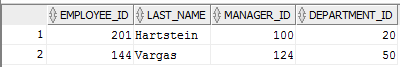 EMPLOYEE_ID LAST_NAME MANAGER_ID DEPARTMENT_ID
1 201 Hartstein 100 20
2 144 Vargas 124 50